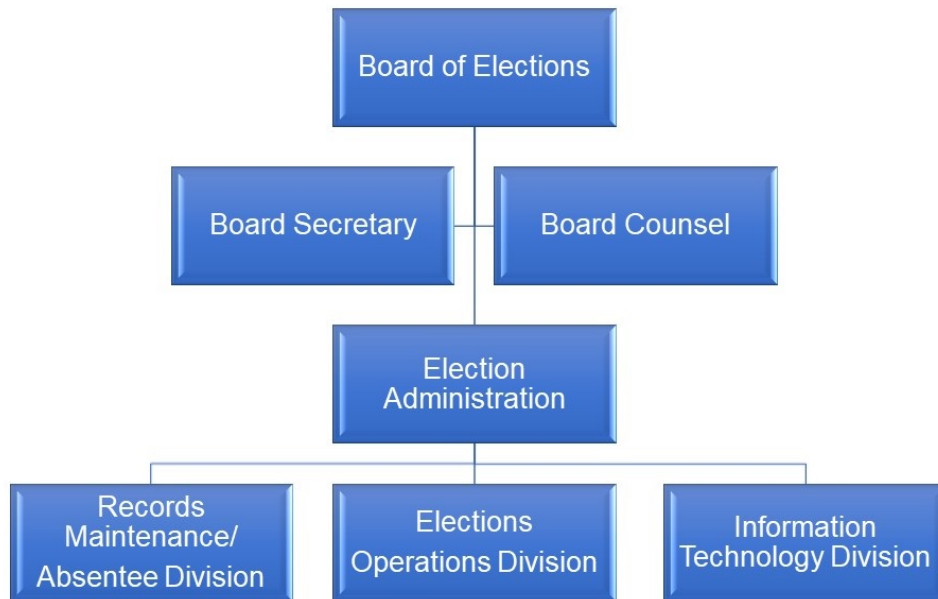 Board of Elections
Board Secretary
Board Counsel
Election
Administration
Records
Maintenance/
Absentee Division
Elections
Operations Division
Information
Technology Division